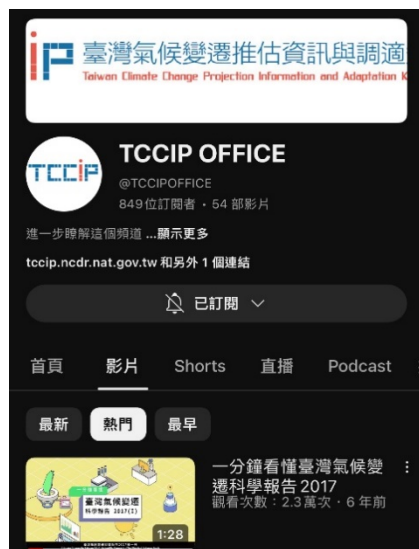 iP 臺灣氣候變遷推估資訊與調適
Taiwan Climate Change Projection Information and Adaptation K
TCCIP
TCCIP OFFICE
@TCCIPOFFICE
849位訂閱者 • 54 部影片
進一步瞭解這個頻道 ...顯示更多
tccip.ncdr.nat.gov.tw 和另外 1 個連結
已訂閱
首頁 影片 Shorts 直播 Podcast
最新 熱門 最早
一分鐘看懂臺灣氣候變
遷科學報告 2017
觀看次數：2.3萬次・6 年前
臺灣氣候變遷
科學報告 2017(I)
1:28